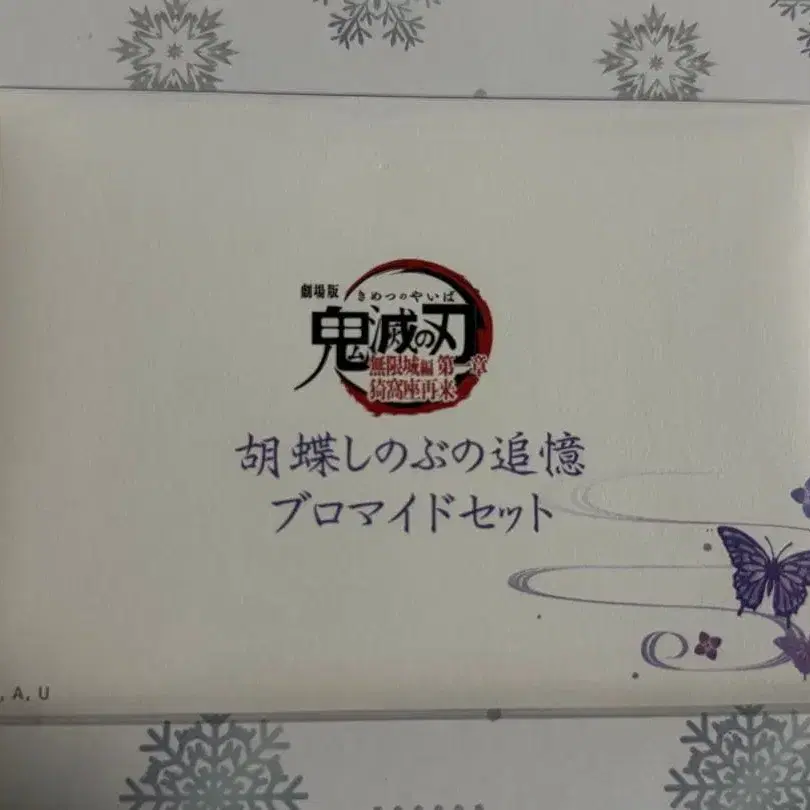 劇場版 きめつのやいば
鬼滅の刃
無限城編 第一章
猗窩座再来
胡蝶しのぶの追憶
ブロマイドセット
, A, U